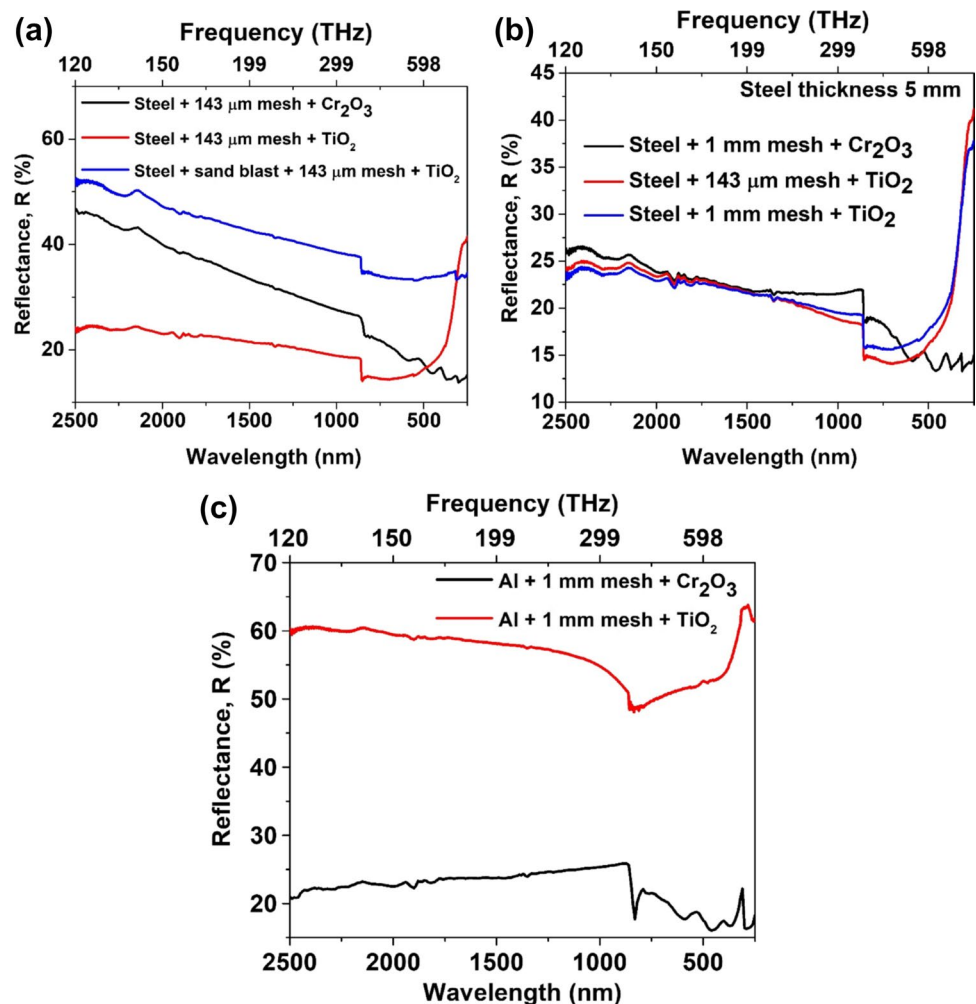 (a)
Frequency (THz)
120 150 199 299 598
Steel + 143 μm mesh + Cr₂O₃
Steel + 143 μm mesh + TiO₂
Steel + sand blast + 143 μm mesh + TiO₂
Reflectance, R (%)
60
40
20
2500 2000 1500 1000 500
Wavelength (nm)
(b)
Frequency (THz)
120 150 199 299 598
Steel thickness 5 mm
Steel + 1 mm mesh + Cr₂O₃
Steel + 143 μm mesh + TiO₂
Steel + 1 mm mesh + TiO₂
Reflectance, R (%)
45
40
35
30
25
20
15
10
2500 2000 1500 1000 500
Wavelength (nm)
(c)
Frequency (THz)
120 150 199 299 598
Al + 1 mm mesh + Cr₂O₃
Al + 1 mm mesh + TiO₂
Reflectance, R (%)
70
60
50
40
30
20
2500 2000 1500 1000 500
Wavelength (nm)